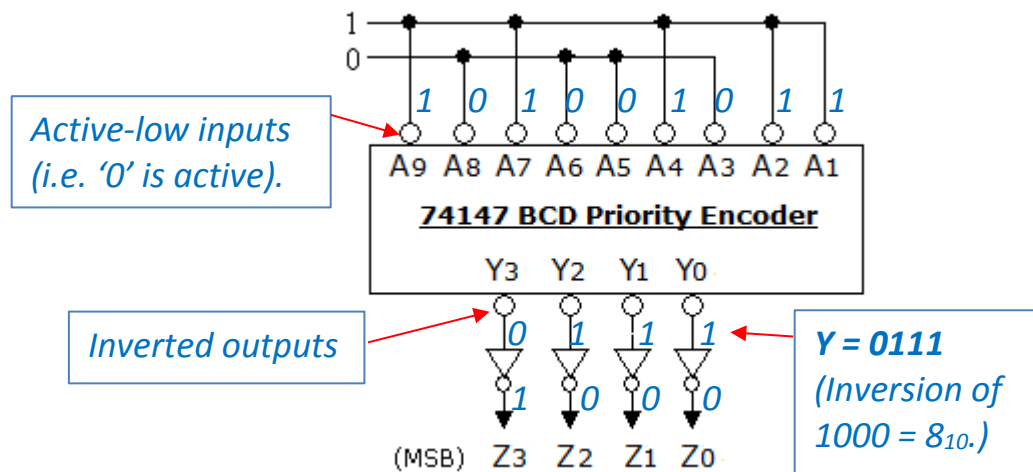 1
0
1 0 1 0 0 1 0 1 1
Active-low inputs
(i.e. ‘0’ is active).
A9 A8 A7 A6 A5 A4 A3 A2 A1
74147 BCD Priority Encoder
Y3 Y2 Y1 Y0
Inverted outputs
0 1 1 1
Y = 0111
(Inversion of
1000 = 8₁₀.)
1 0 0 0
(MSB) Z3 Z2 Z1 Z0